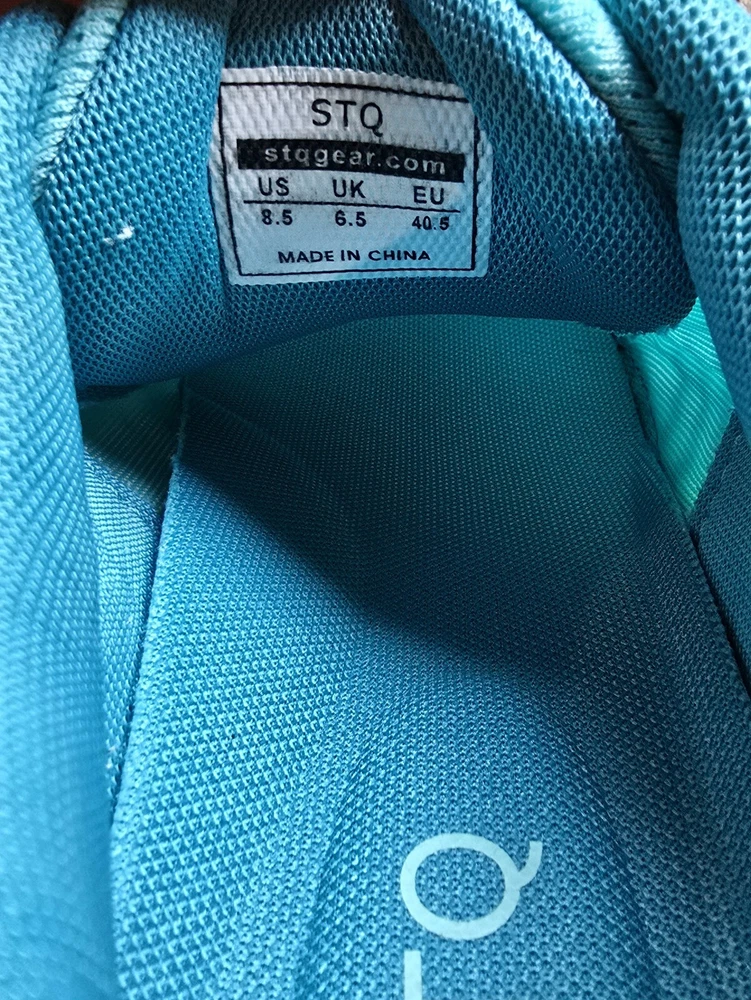 STQ
stqgear.com
US UK EU
8.5 6.5 40.5
MADE IN CHINA
Q